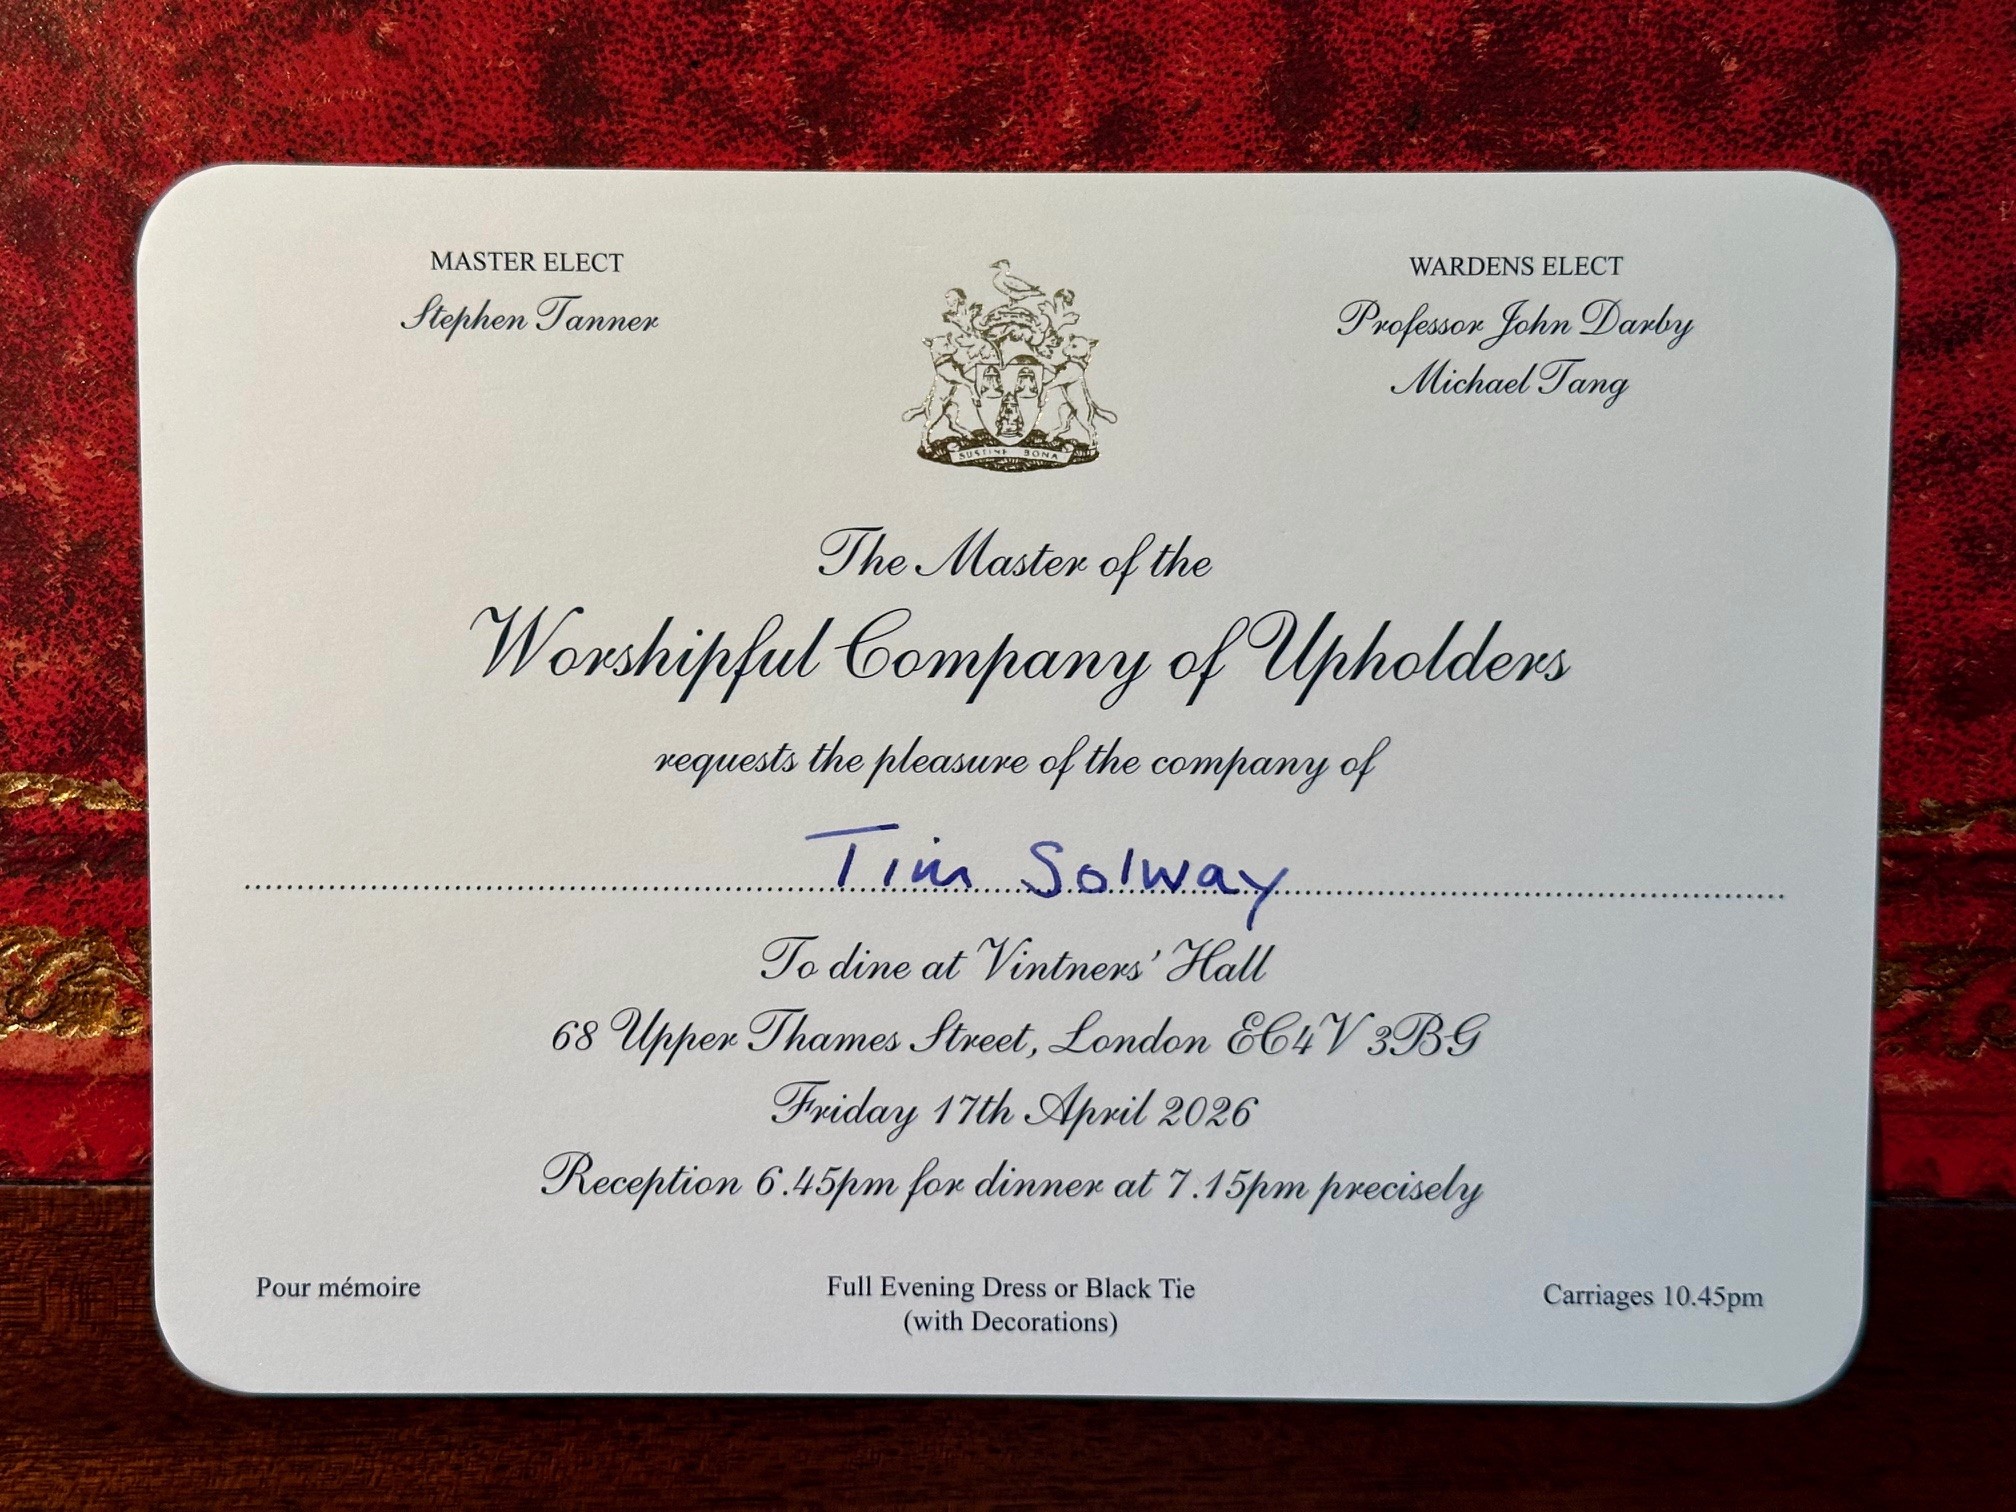 MASTER ELECT
Stephen Tanner
WARDENS ELECT
Professor John Darby
Michael Tang
SUSTINE BONA
The Master of the
Worshipful Company of Upholders
requests the pleasure of the company of
Tim Solway
To dine at Vintners' Hall
68 Upper Thames Street, London EC4V 3BG
Friday 17th April 2026
Reception 6.45pm for dinner at 7.15pm precisely
Pour mémoire
Full Evening Dress or Black Tie
(with Decorations)
Carriages 10.45pm